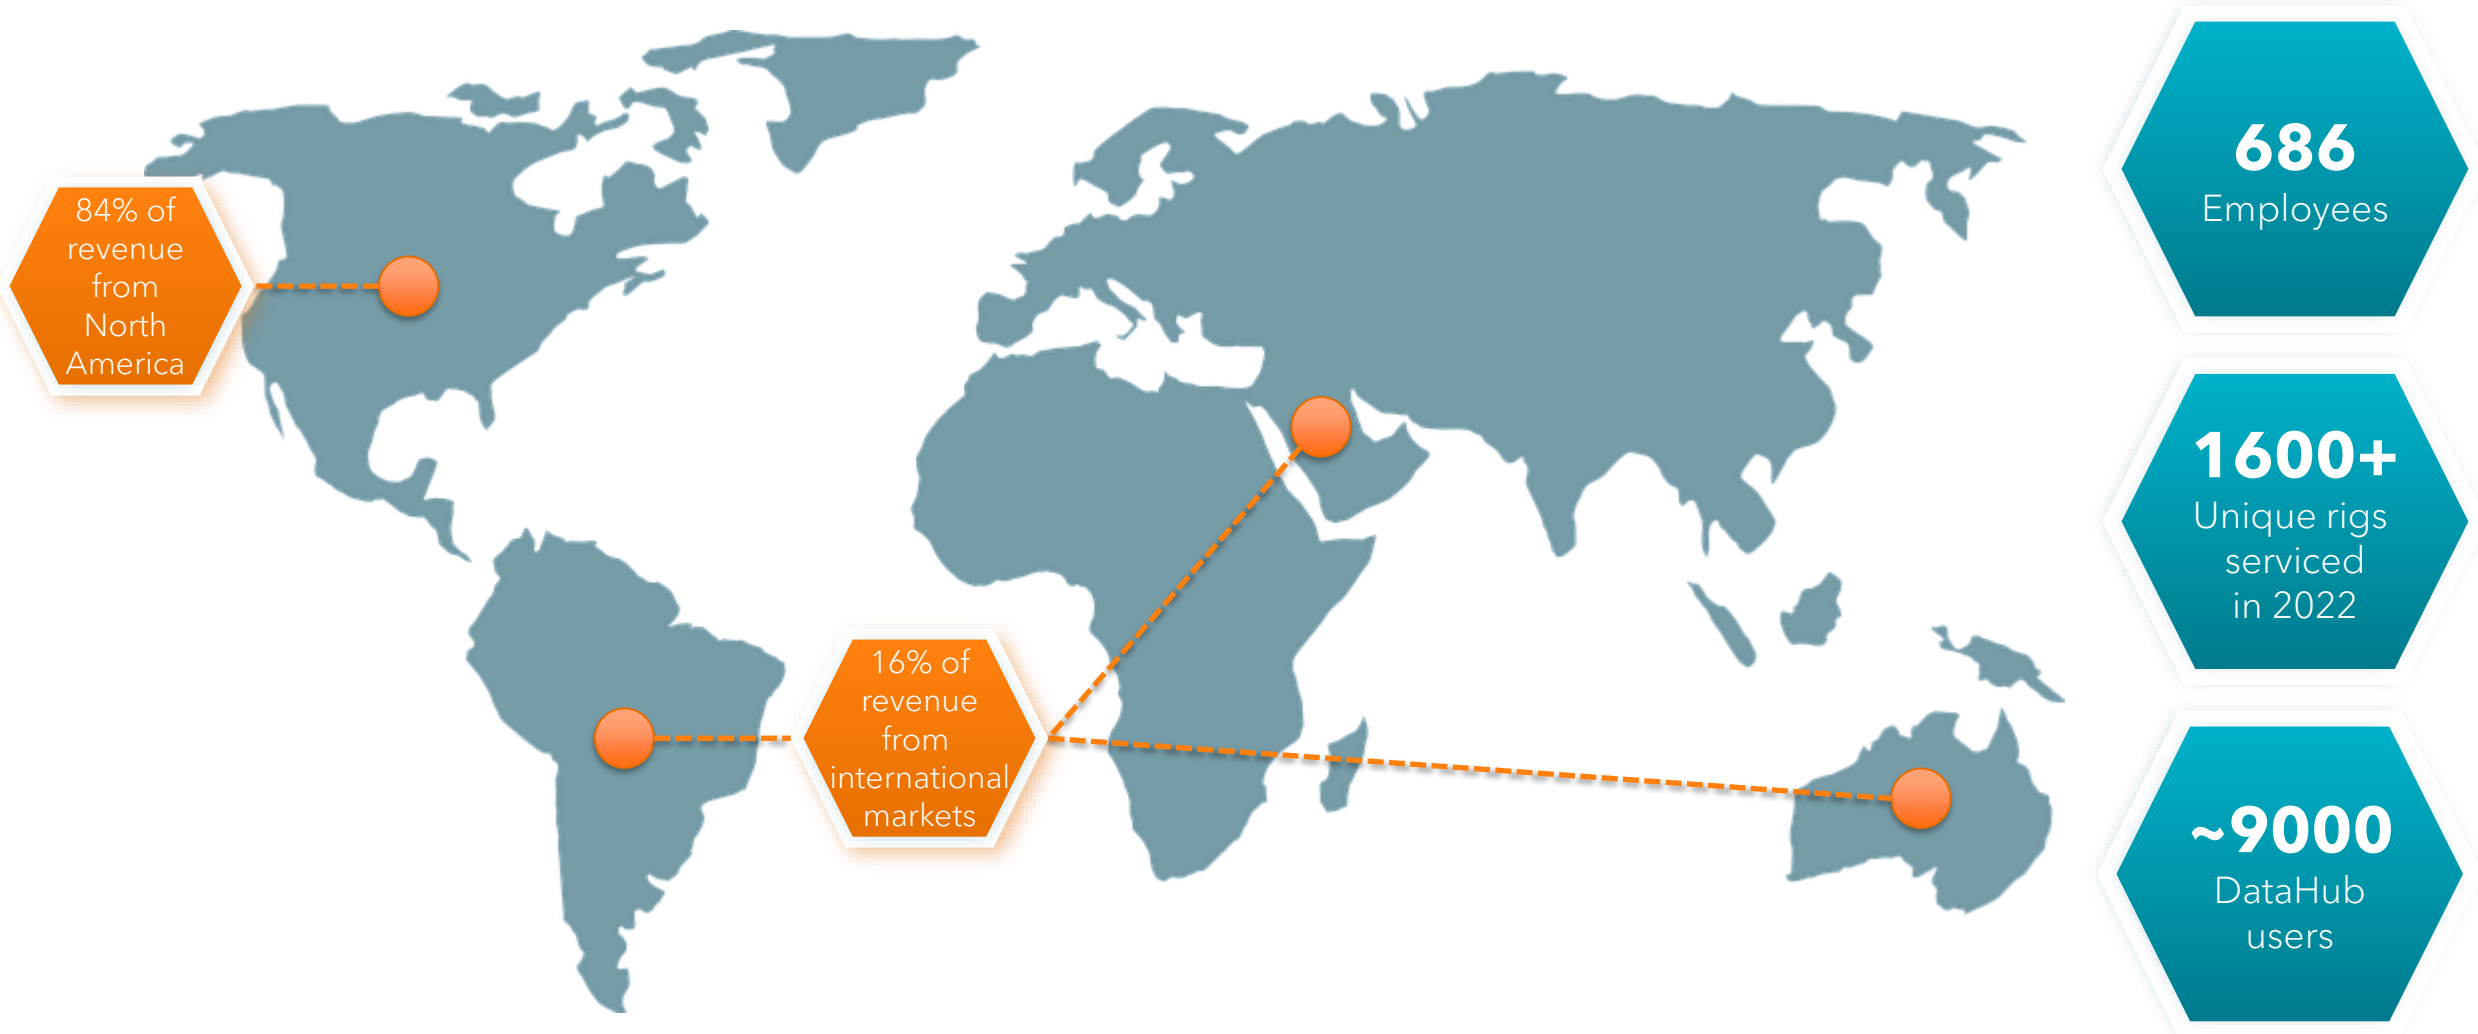 84% of
revenue
from
North
America
16% of
revenue
from
international
markets
686
Employees
1600+
Unique rigs
serviced
in 2022
~9000
DataHub
users